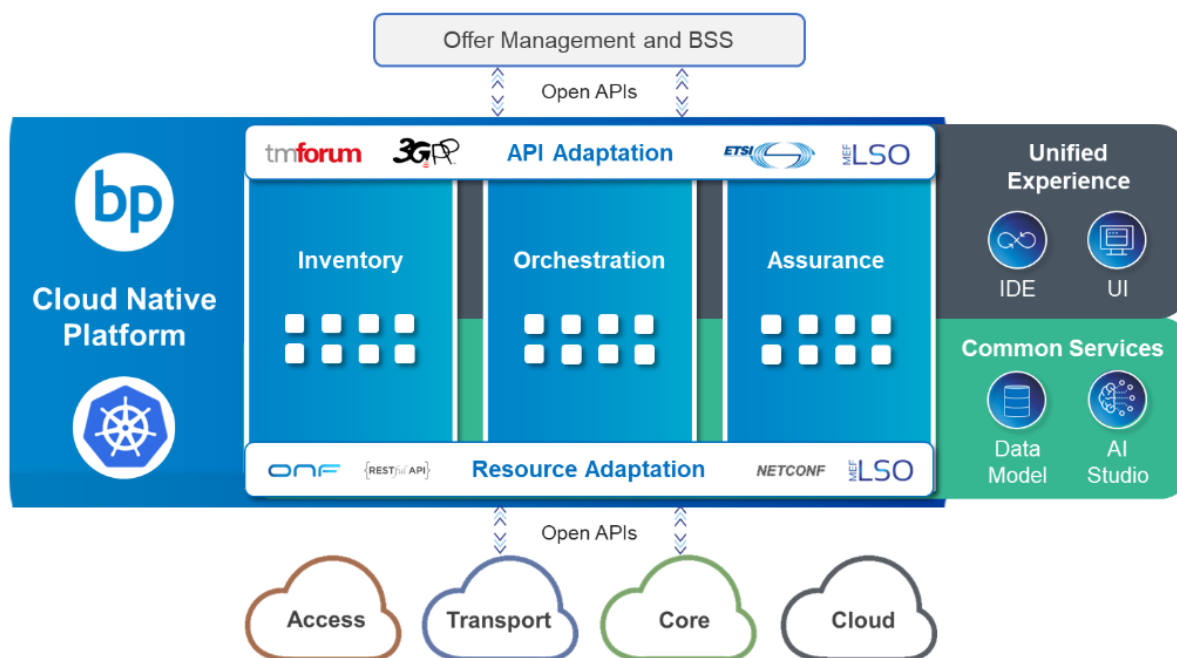 Offer Management and BSS
Open APIs
tmforum
3GPP
API Adaptation
ETSI
MEF LSO
bp
Cloud Native
Platform
Inventory
Orchestration
Assurance
Unified
Experience
IDE
UI
Common Services
Data
Model
AI
Studio
ONF
{RESTful API}
Resource Adaptation
NETCONF
MEF LSO
Open APIs
Access
Transport
Core
Cloud